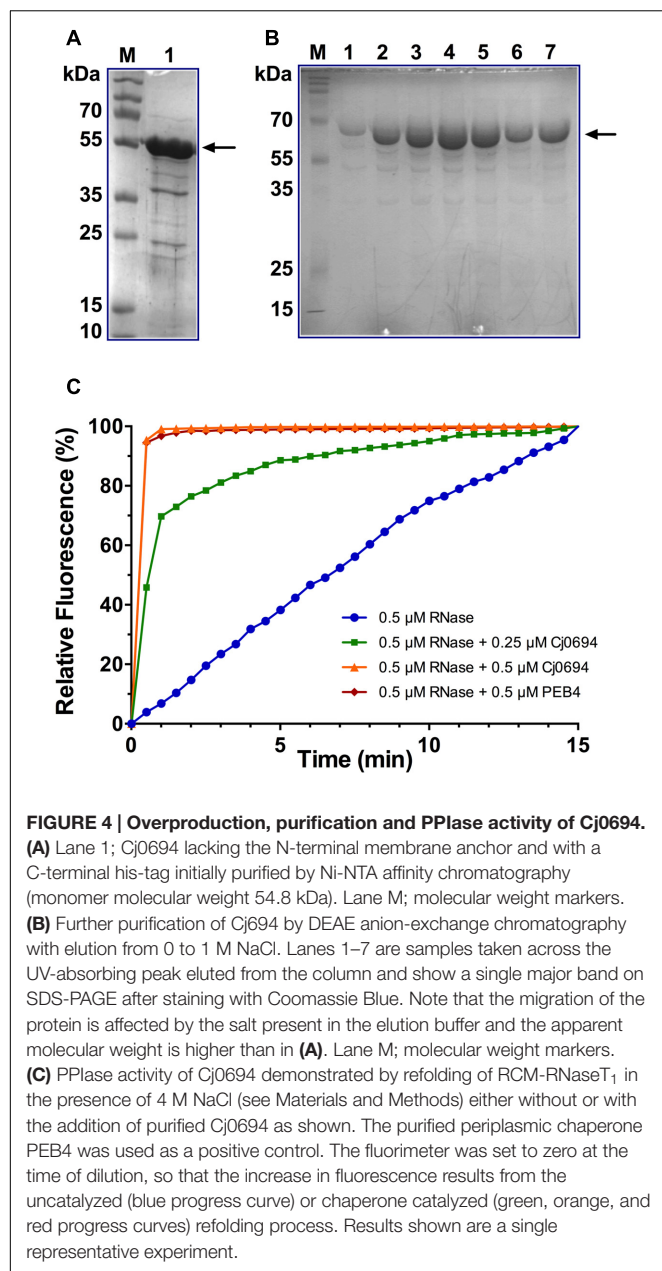 A
B
M 1
kDa
70
55
35
25
15
10
M 1 2 3 4 5 6 7
kDa
70
55
35
25
15
C
Relative Fluorescence (%)
100
80
60
40
20
0
0 5 10 15
Time (min)
0.5 µM RNase
0.5 µM RNase + 0.25 µM Cj0694
0.5 µM RNase + 0.5 µM Cj0694
0.5 µM RNase + 0.5 µM PEB4
FIGURE 4 | Overproduction, purification and PPIase activity of Cj0694.
(A) Lane 1; Cj0694 lacking the N-terminal membrane anchor and with a
C-terminal his-tag initially purified by Ni-NTA affinity chromatography
(monomer molecular weight 54.8 kDa). Lane M; molecular weight markers.
(B) Further purification of Cj694 by DEAE anion-exchange chromatography
with elution from 0 to 1 M NaCl. Lanes 1–7 are samples taken across the
UV-absorbing peak eluted from the column and show a single major band on
SDS-PAGE after staining with Coomassie Blue. Note that the migration of the
protein is affected by the salt present in the elution buffer and the apparent
molecular weight is higher than in (A). Lane M; molecular weight markers.
(C) PPIase activity of Cj0694 demonstrated by refolding of RCM-RNaseT1 in
the presence of 4 M NaCl (see Materials and Methods) either without or with
the addition of purified Cj0694 as shown. The purified periplasmic chaperone
PEB4 was used as a positive control. The fluorimeter was set to zero at the
time of dilution, so that the increase in fluorescence results from the
uncatalyzed (blue progress curve) or chaperone catalyzed (green, orange, and
red progress curves) refolding process. Results shown are a single
representative experiment.